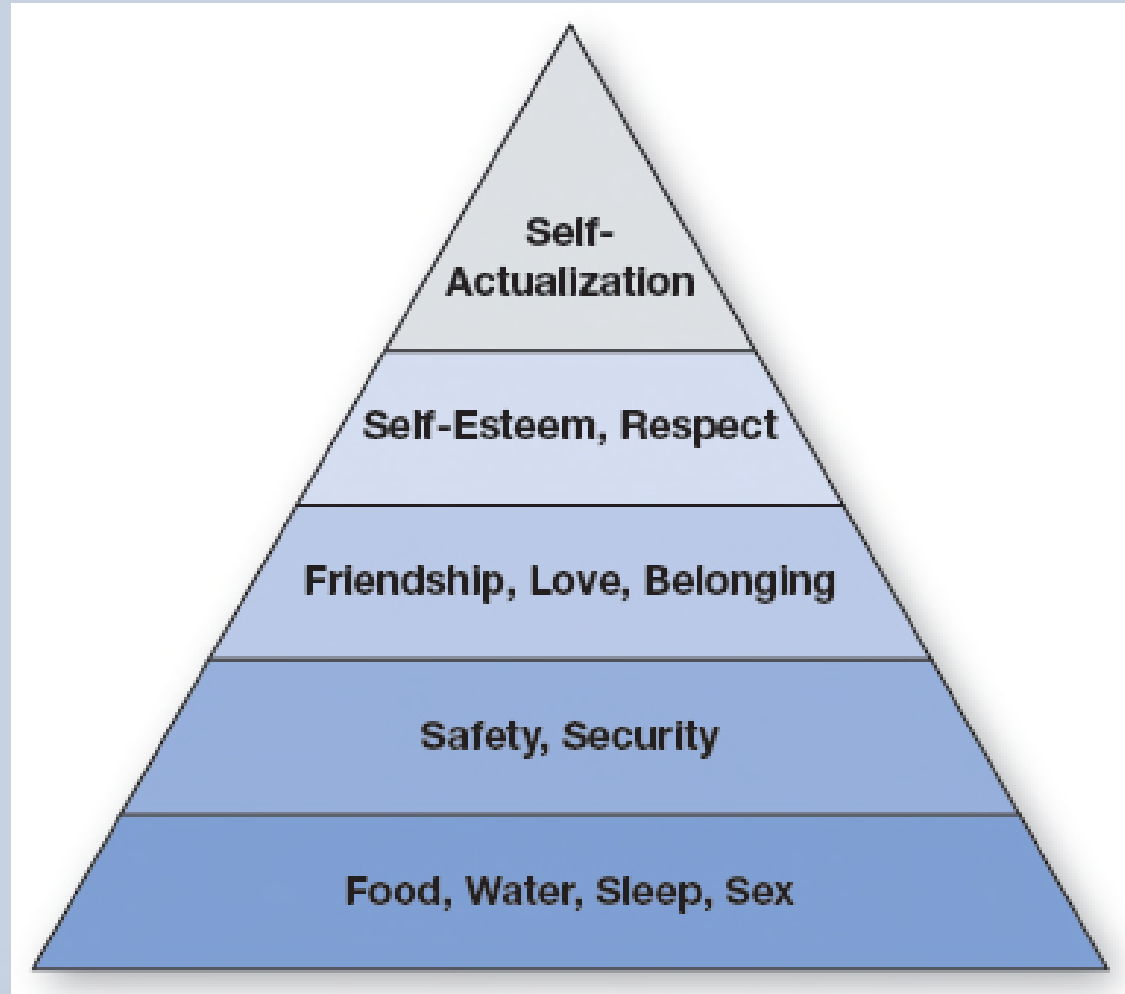 Self-
Actualization
Self-Esteem, Respect
Friendship, Love, Belonging
Safety, Security
Food, Water, Sleep, Sex